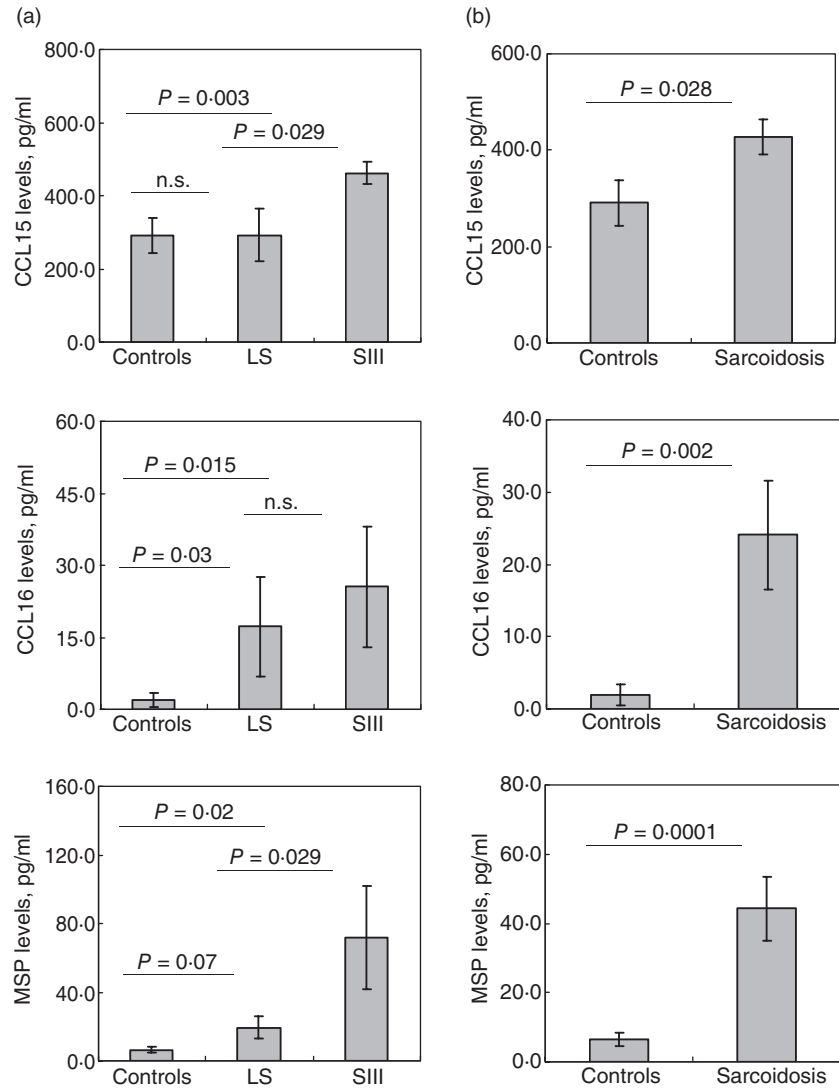 (a)
800·0
600·0
400·0
200·0
0·0
CCL15 levels, pg/ml
P = 0·003
P = 0·029
n.s.
Controls LS SIII
(b)
600·0
400·0
200·0
0·0
CCL15 levels, pg/ml
P = 0·028
Controls Sarcoidosis
60·0
45·0
30·0
15·0
0·0
CCL16 levels, pg/ml
P = 0·015
n.s.
P = 0·03
Controls LS SIII
40·0
30·0
20·0
10·0
0·0
CCL16 levels, pg/ml
P = 0·002
Controls Sarcoidosis
160·0
120·0
80·0
40·0
0·0
MSP levels, pg/ml
P = 0·02
P = 0·029
P = 0·07
Controls LS SIII
80·0
60·0
40·0
20·0
0·0
MSP levels, pg/ml
P = 0·0001
Controls Sarcoidosis